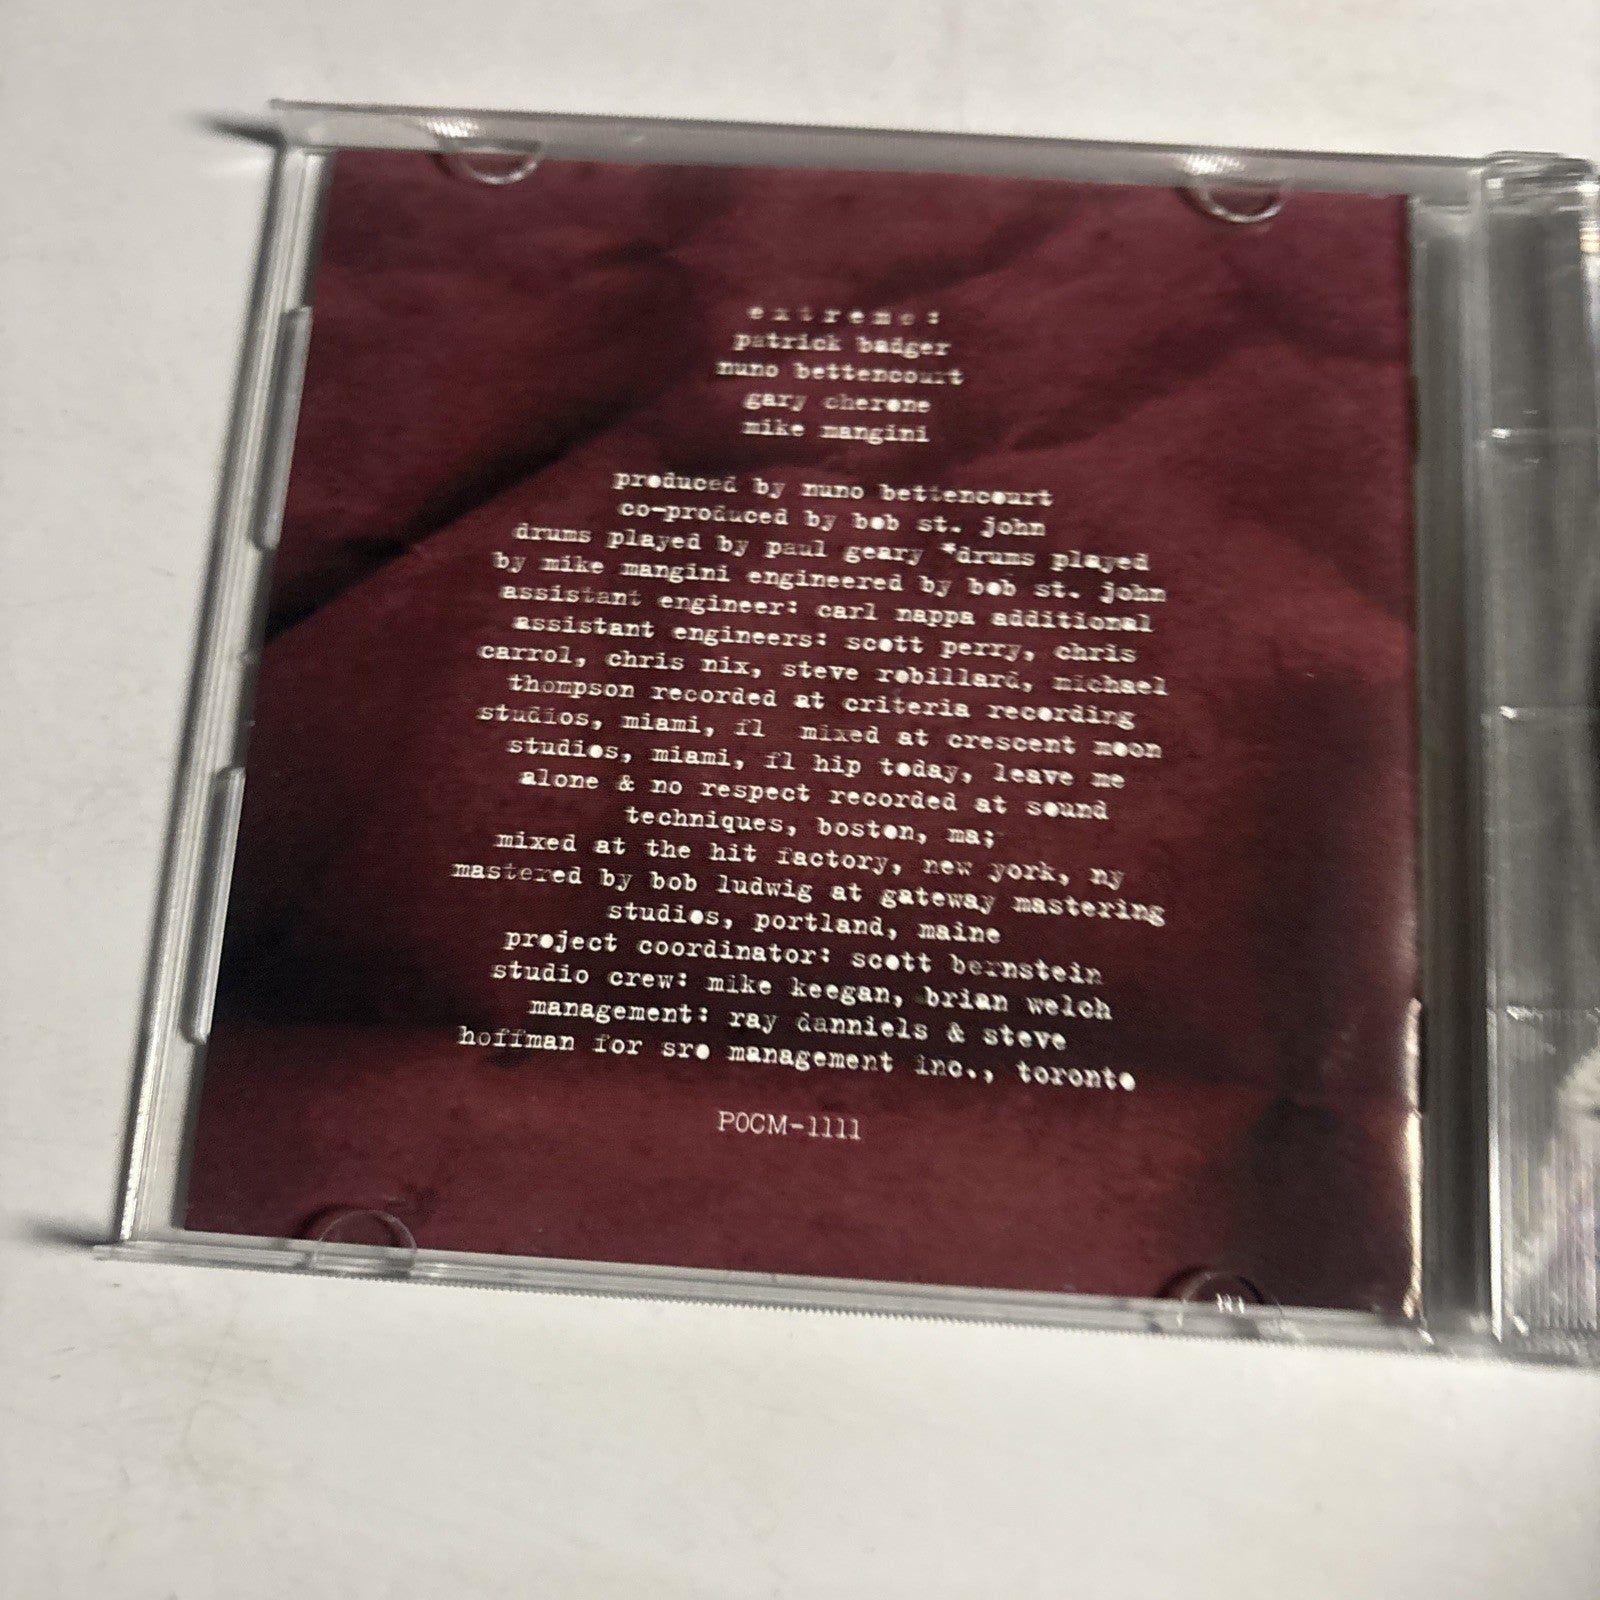 extreme:
patrick badger
nuno bettencourt
gary cherone
mike mangini
produced by nuno bettencourt
co-produced by bob st. john
drums played by paul geary *drums played
by mike mangini engineered by bob st. john
assistant engineer: carl nappa additional
assistant engineers: scott perry, chris
carrol, chris nix, steve robillard, michael
thompson recorded at criteria recording
studios, miami, fl mixed at crescent moon
studios, miami, fl hip today, leave me
alone & no respect recorded at sound
techniques, boston, ma;
mixed at the hit factory, new york, ny
mastered by bob ludwig at gateway mastering
studios, portland, maine
project coordinator: scott bernstein
studio crew: mike keegan, brian welch
management: ray danniels & steve
hoffman for sro management inc., toronto
POCM-1111